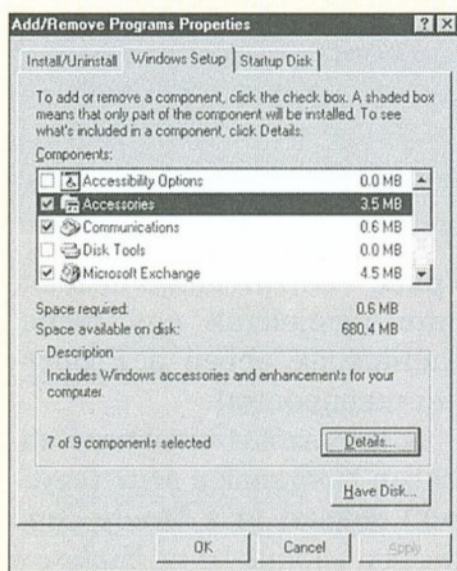 Add/Remove Programs Properties
Install/Uninstall Windows Setup Startup Disk
To add or remove a component, click the check box. A shaded box
means that only part of the component will be installed. To see
what's included in a component, click Details.
Components:
Accessibility Options 0.0 MB
Accessories 3.5 MB
Communications 0.6 MB
Disk Tools 0.0 MB
Microsoft Exchange 4.5 MB
Space required: 0.6 MB
Space available on disk: 680.4 MB
Description
Includes Windows accessories and enhancements for your
computer.
7 of 9 components selected
Details...
Have Disk...
OK Cancel Apply